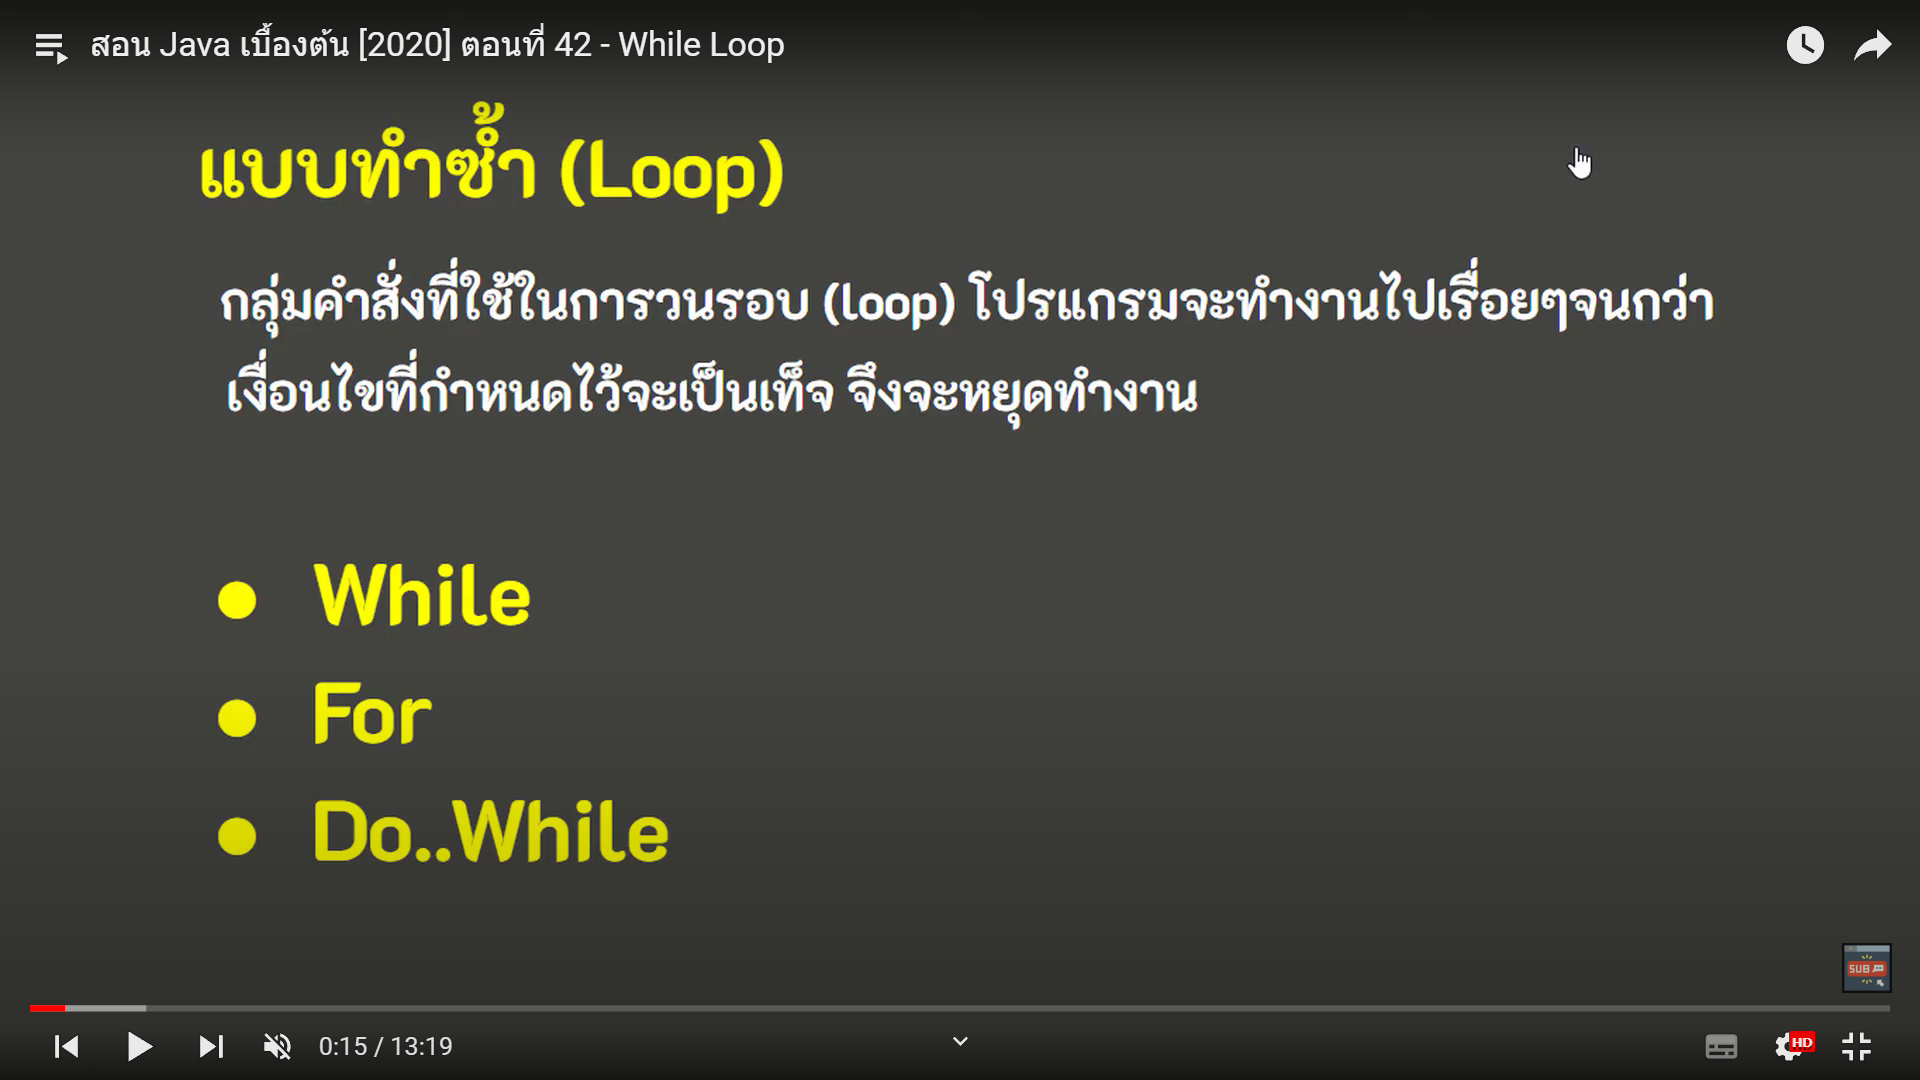 สอน Java เบื้องต้น [2020] ตอนที่ 42 - While Loop
แบบทำซ้ำ (Loop)
กลุ่มคำสั่งที่ใช้ในการวนรอบ (loop) โปรแกรมจะทำงานไปเรื่อยๆจนกว่า
เงื่อนไขที่กำหนดไว้จะเป็นเท็จ จึงจะหยุดทำงาน
● While
● For
● Do..While
SUB
0:15 / 13:19
HD